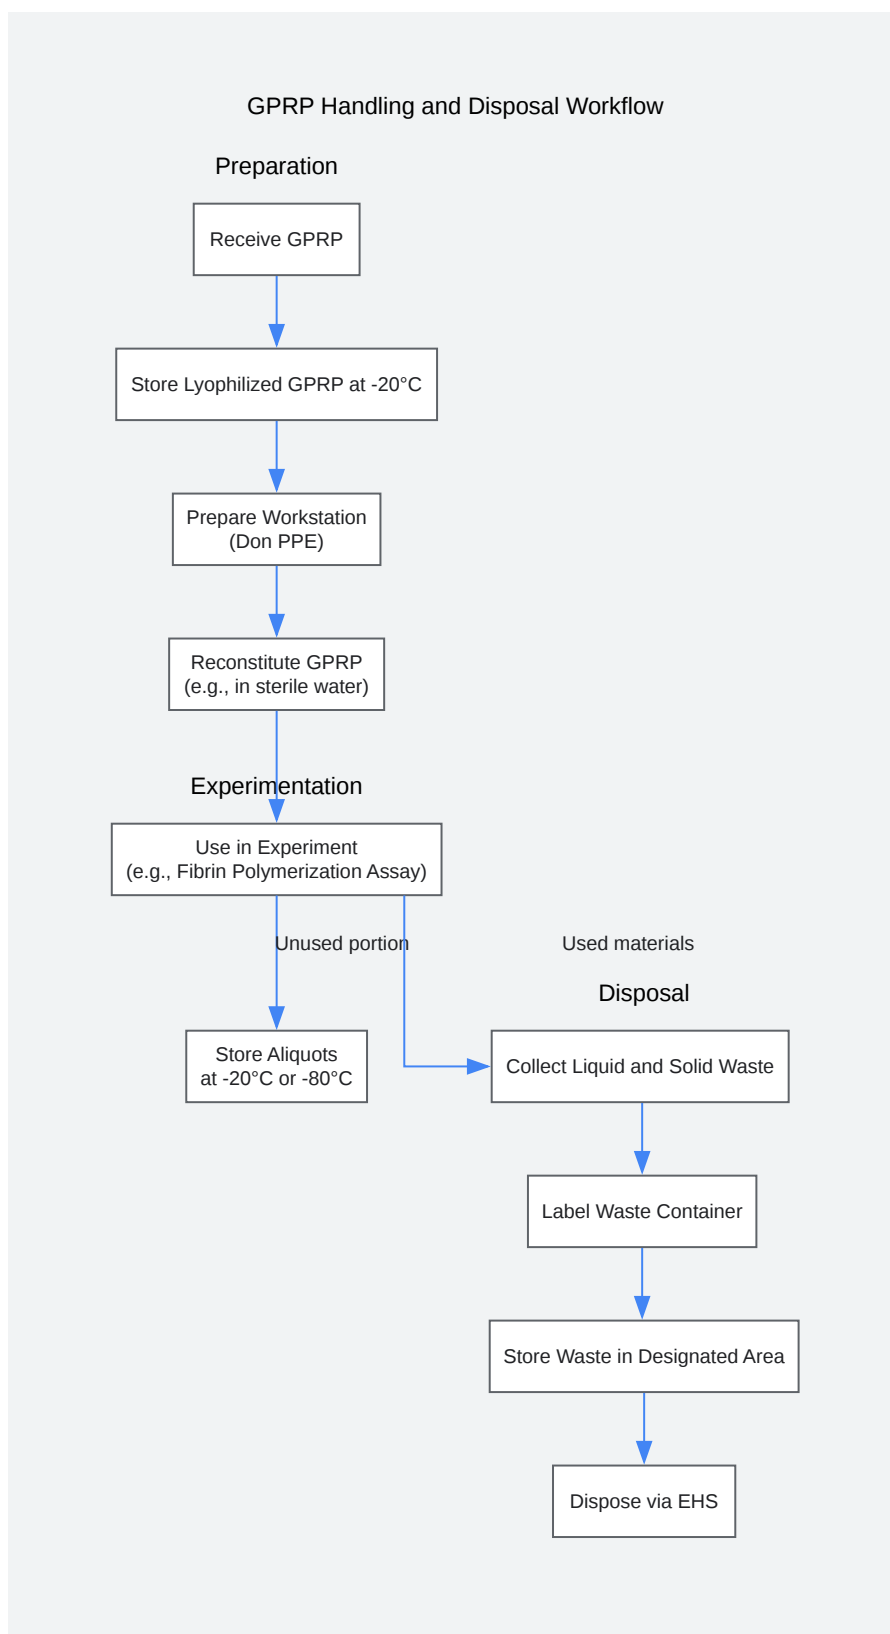 GPRP Handling and Disposal Workflow
Preparation
Receive GPRP
Store Lyophilized GPRP at -20°C
Prepare Workstation
(Don PPE)
Reconstitute GPRP
(e.g., in sterile water)
Experimentation
Use in Experiment
(e.g., Fibrin Polymerization Assay)
Unused portion
Used materials
Disposal
Store Aliquots
at -20°C or -80°C
Collect Liquid and Solid Waste
Label Waste Container
Store Waste in Designated Area
Dispose via EHS